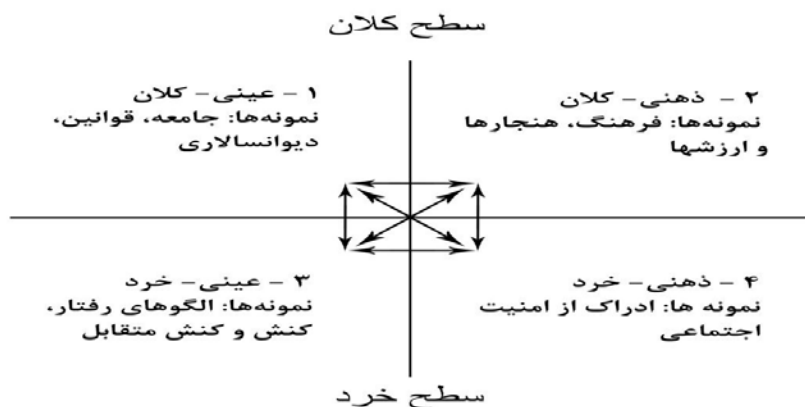 سطح کلان
۱ - عینی- کلان
نمونه‌ها: جامعه، قوانین،
دیوانسالاری
۲ - ذهنی- کلان
نمونه‌ها: فرهنگ، هنجارها
و ارزشها
۳ - عینی- خرد
نمونه‌ها: الگوهای رفتار،
کنش و کنش متقابل
۴ - ذهنی- خرد
نمونه ها: ادراک از امنیت
اجتماعی
سطح خرد